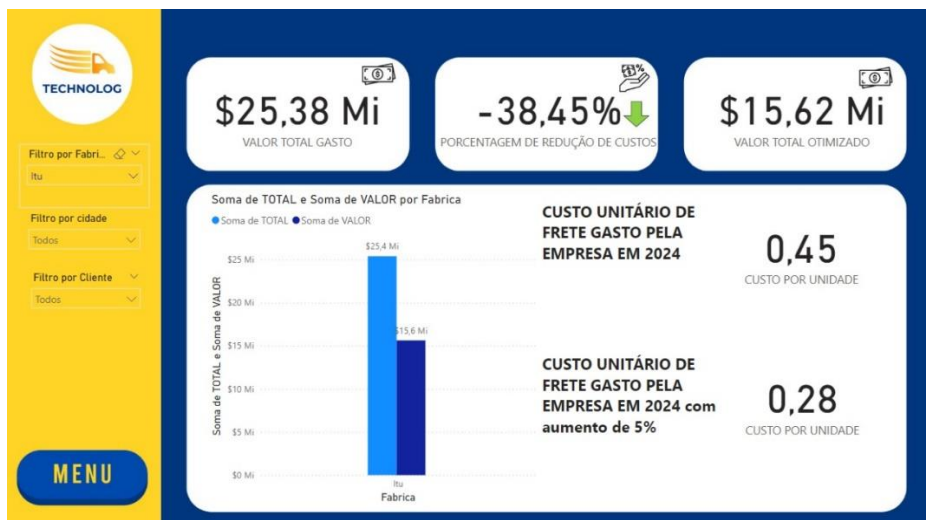 TECHNOLOG
Filtro por Fabri...
Itu
Filtro por cidade
Todos
Filtro por Cliente
Todos
MENU
$25,38 Mi
VALOR TOTAL GASTO
-38,45%
PORCENTAGEM DE REDUÇÃO DE CUSTOS
$15,62 Mi
VALOR TOTAL OTIMIZADO
Soma de TOTAL e Soma de VALOR por Fabrica
Soma de TOTAL Soma de VALOR
Soma de TOTAL e Soma de VALOR
$25 Mi
$20 Mi
$15 Mi
$10 Mi
$5 Mi
$0 Mi
$25,4 Mi
$15,6 Mi
Itu
Fabrica
CUSTO UNITÁRIO DE
FRETE GASTO PELA
EMPRESA EM 2024
0,45
CUSTO POR UNIDADE
CUSTO UNITÁRIO DE
FRETE GASTO PELA
EMPRESA EM 2024 com
aumento de 5%
0,28
CUSTO POR UNIDADE